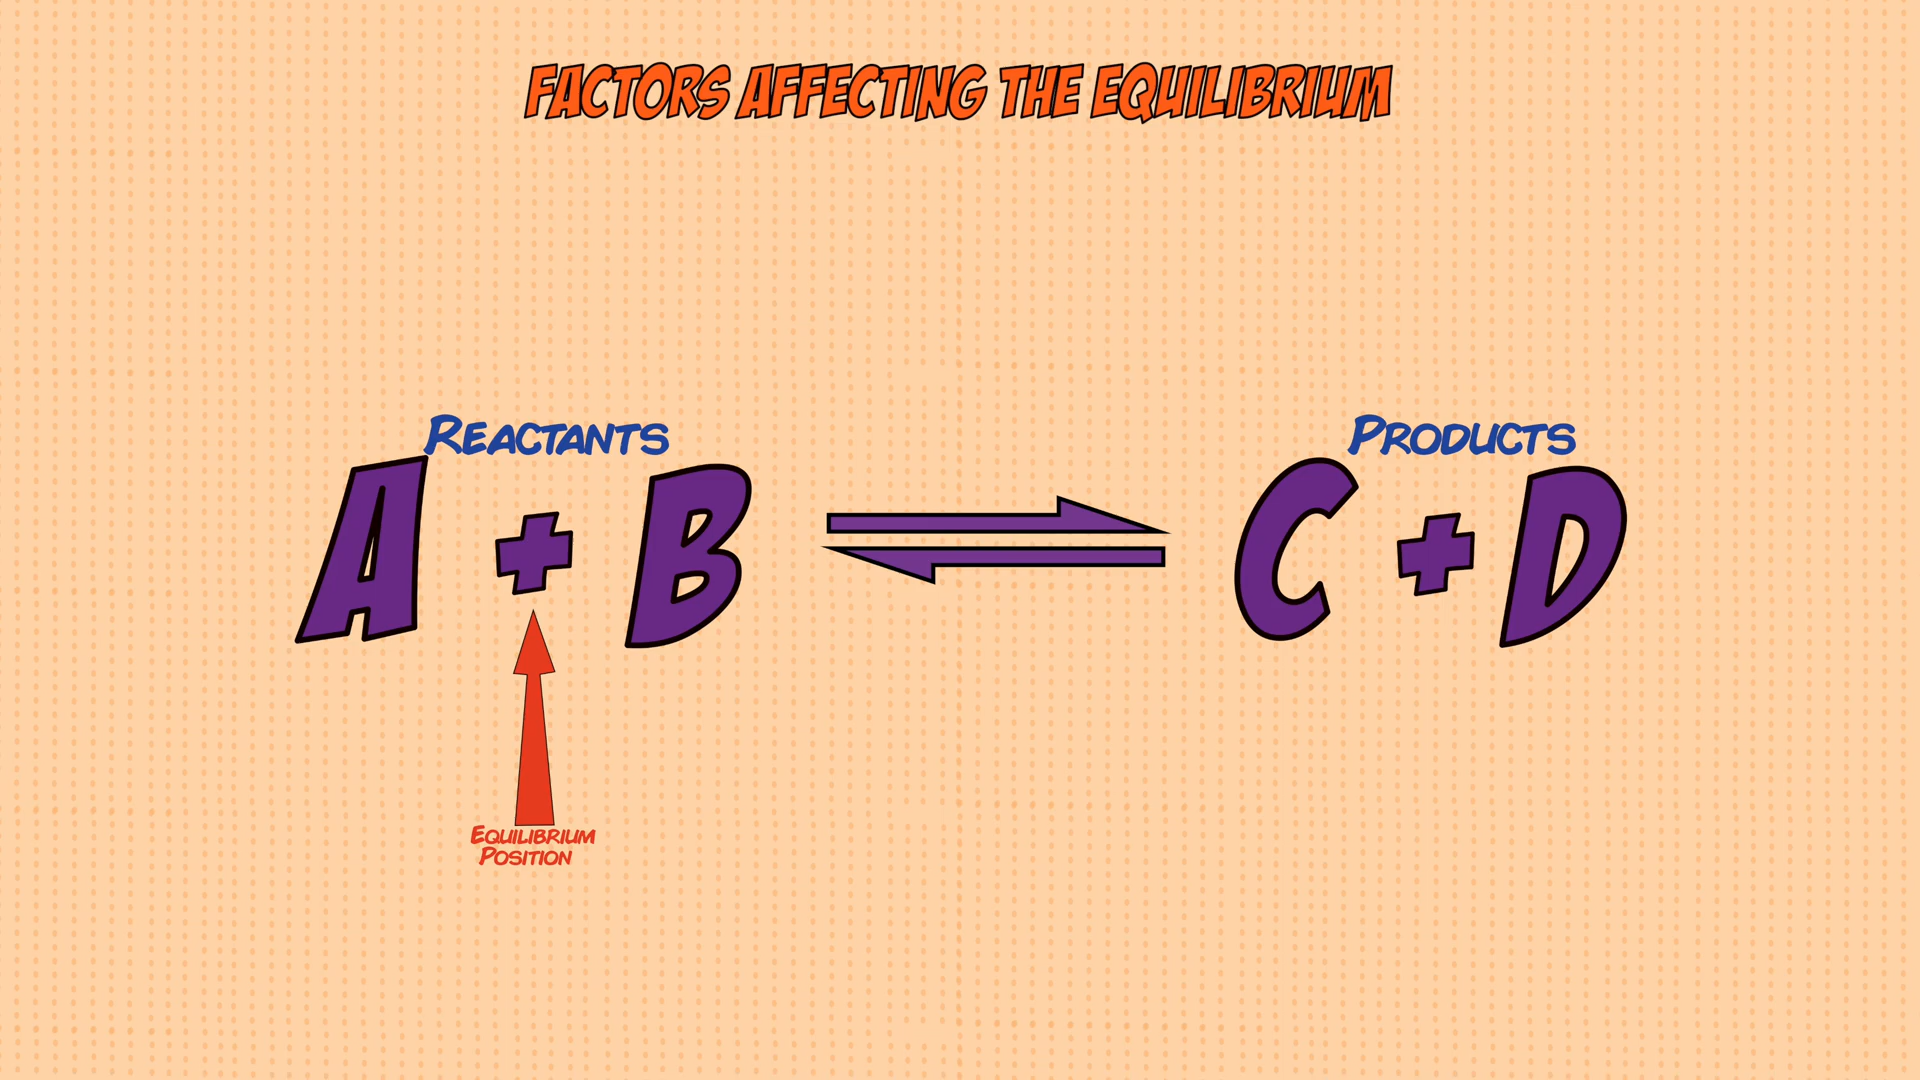 FACTORS AFFECTING THE EQUILIBRIUM
REACTANTS
PRODUCTS
A + B ⇌ C + D
EQUILIBRIUM
POSITION